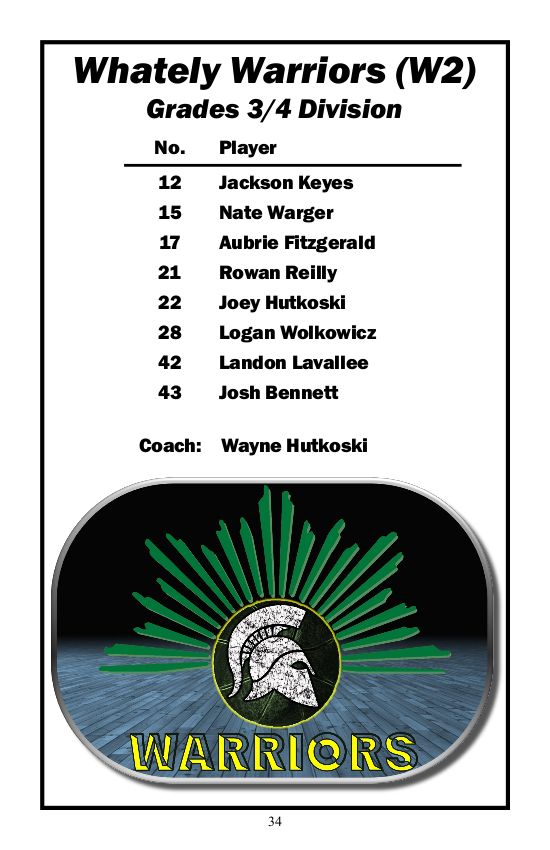 Whately Warriors (W2)
Grades 3/4 Division
No. Player
12 Jackson Keyes
15 Nate Warger
17 Aubrie Fitzgerald
21 Rowan Reilly
22 Joey Hutkoski
28 Logan Wolkowicz
42 Landon Lavallee
43 Josh Bennett
Coach: Wayne Hutkoski
WARRIORS
34